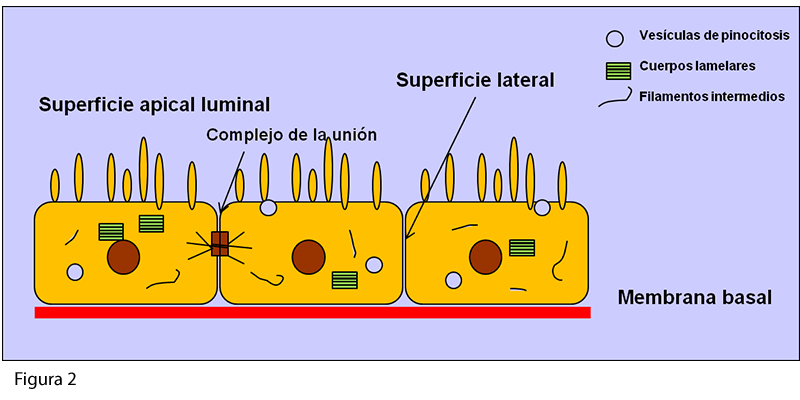 Vesículas de pinocitosis
Cuerpos lamelares
Filamentos intermedios
Superficie lateral
Superficie apical luminal
Complejo de la unión
Membrana basal
Figura 2